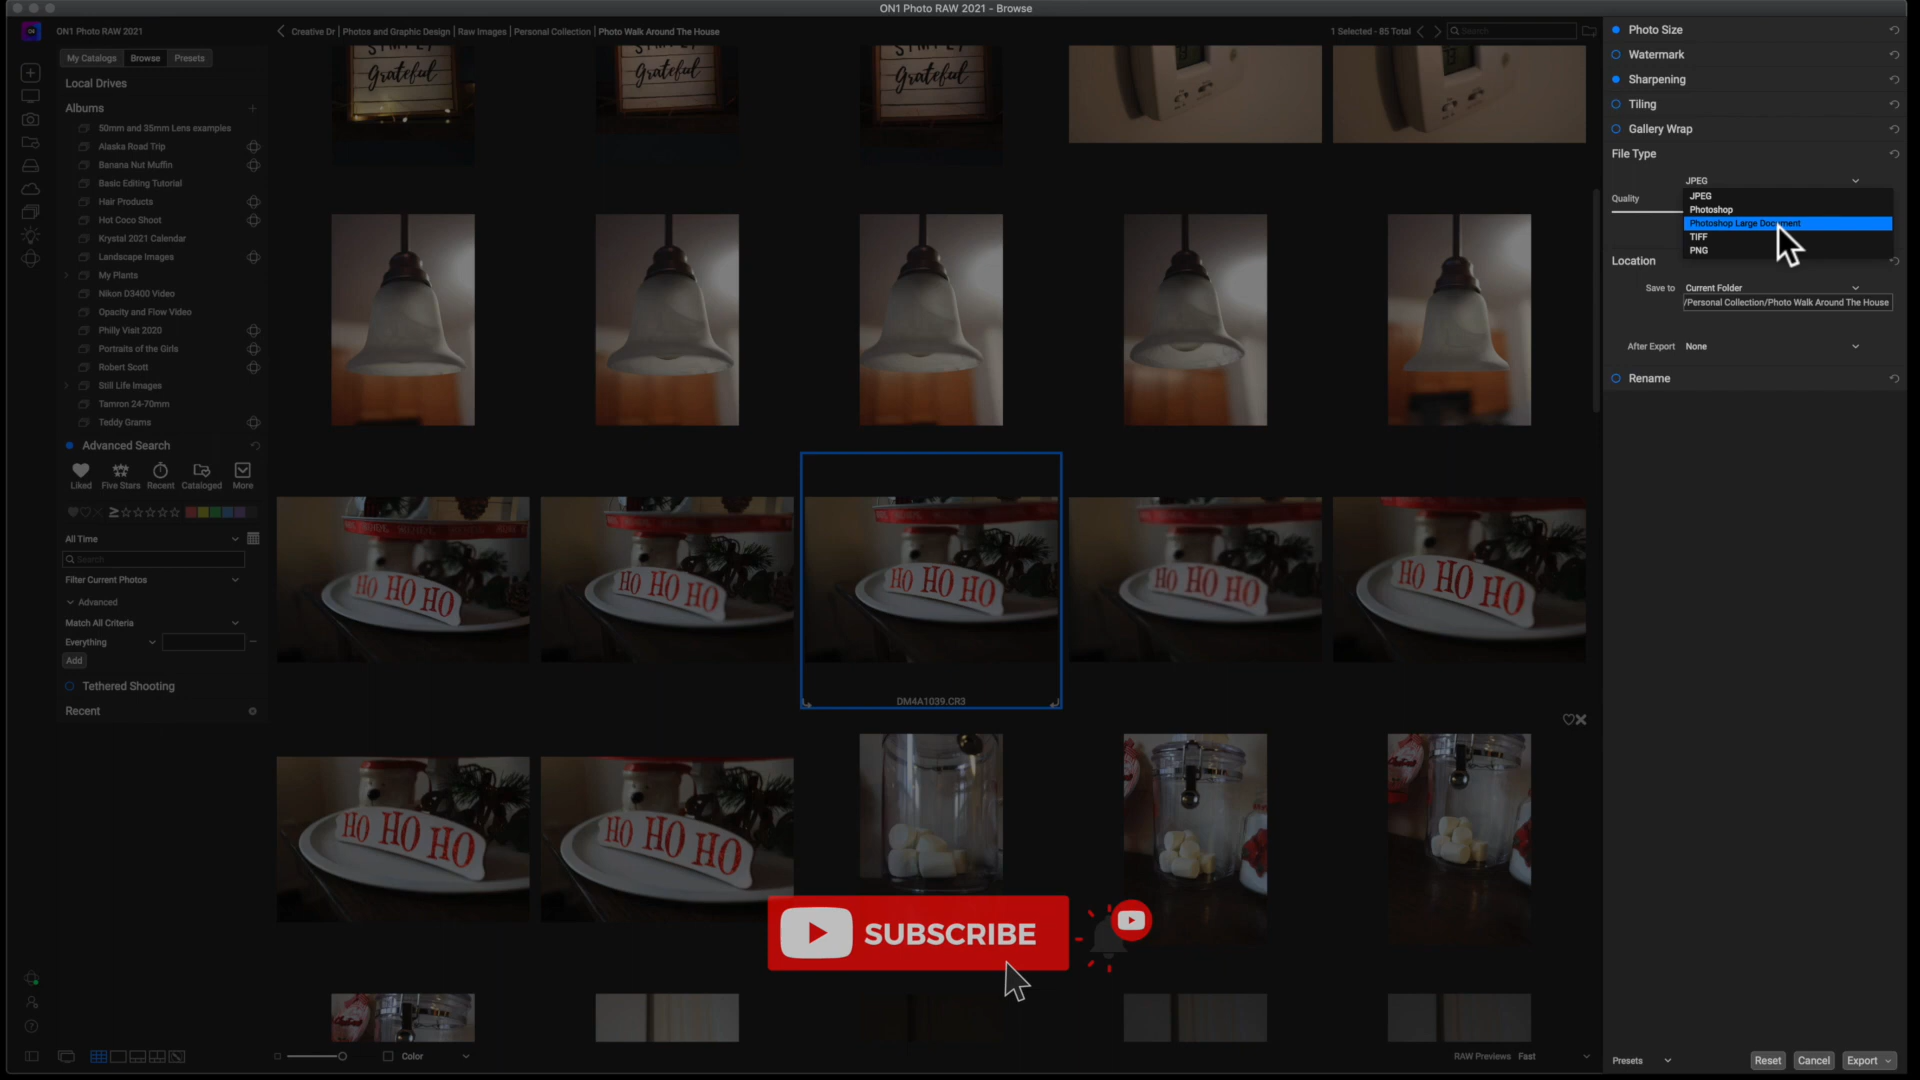 ON1 Photo RAW 2021 - Browse
ON1 Photo RAW 2021
Creative Dr | Photos and Graphic Design | Raw Images | Personal Collection | Photo Walk Around The House
1 Selected - 85 Total
Search
My Catalogs
Browse
Presets
Local Drives
Albums
50mm and 35mm Lens examples
Alaska Road Trip
Banana Nut Muffin
Basic Editing Tutorial
Hair Products
Hot Coco Shoot
Krystal 2021 Calendar
Landscape Images
My Plants
Nikon D3400 Video
Opacity and Flow Video
Philly Visit 2020
Portraits of the Girls
Robert Scott
Still Life Images
Tamron 24-70mm
Teddy Grams
Advanced Search
Liked
Five Stars
Recent
Cataloged
More
All Time
Search
Filter Current Photos
Advanced
Match All Criteria
Everything
Add
Tethered Shooting
Recent
grateful
grateful
grateful
HO HO HO
HO HO HO
HO HO HO
HO HO HO
HO HO HO
DM4A1039.CR3
HO HO HO
HO HO HO
SUBSCRIBE
Color
RAW Previews Fast
Photo Size
Watermark
Sharpening
Tiling
Gallery Wrap
File Type
JPEG
Quality
JPEG
Photoshop
Photoshop Large Document
TIFF
PNG
Location
Save to Current Folder
/Personal Collection/Photo Walk Around The House
After Export None
Rename
Presets
Reset
Cancel
Export